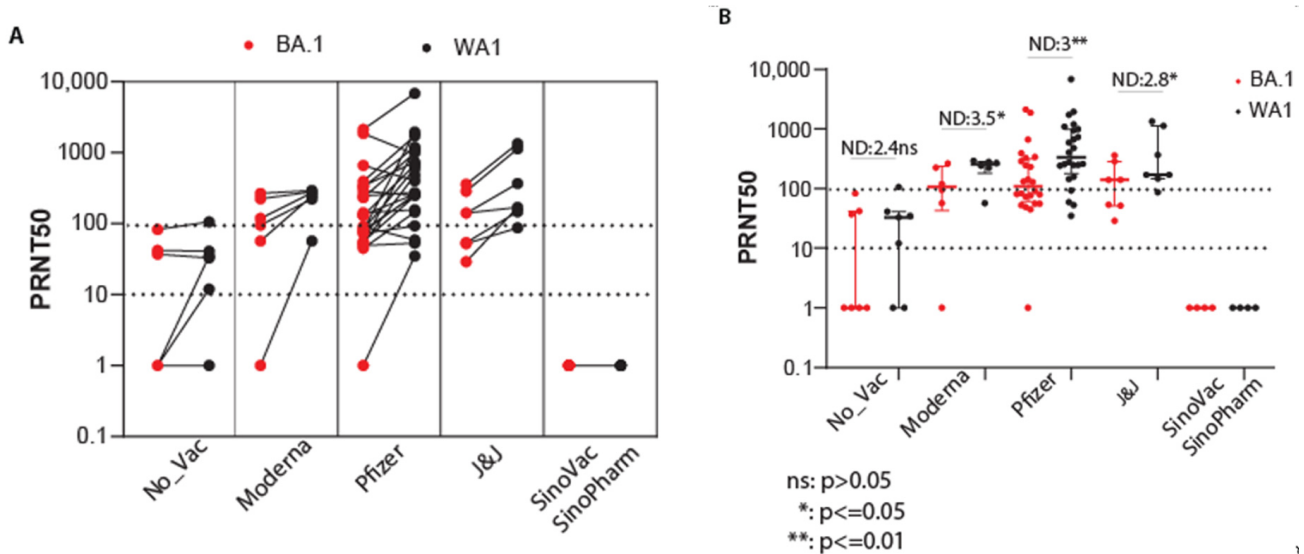 A
BA.1 WA1
PRNT50
10,000
1000
100
10
1
0.1
No_Vac
Moderna
Pfizer
J&J
SinoVac
SinoPharm
B
BA.1
WA1
PRNT50
10,000
1000
100
10
1
0.1
ND:2.4ns
ND:3.5*
ND:3**
ND:2.8*
No_Vac
Moderna
Pfizer
J&J
SinoVac
SinoPharm
ns: p>0.05
*: p<=0.05
**: p<=0.01